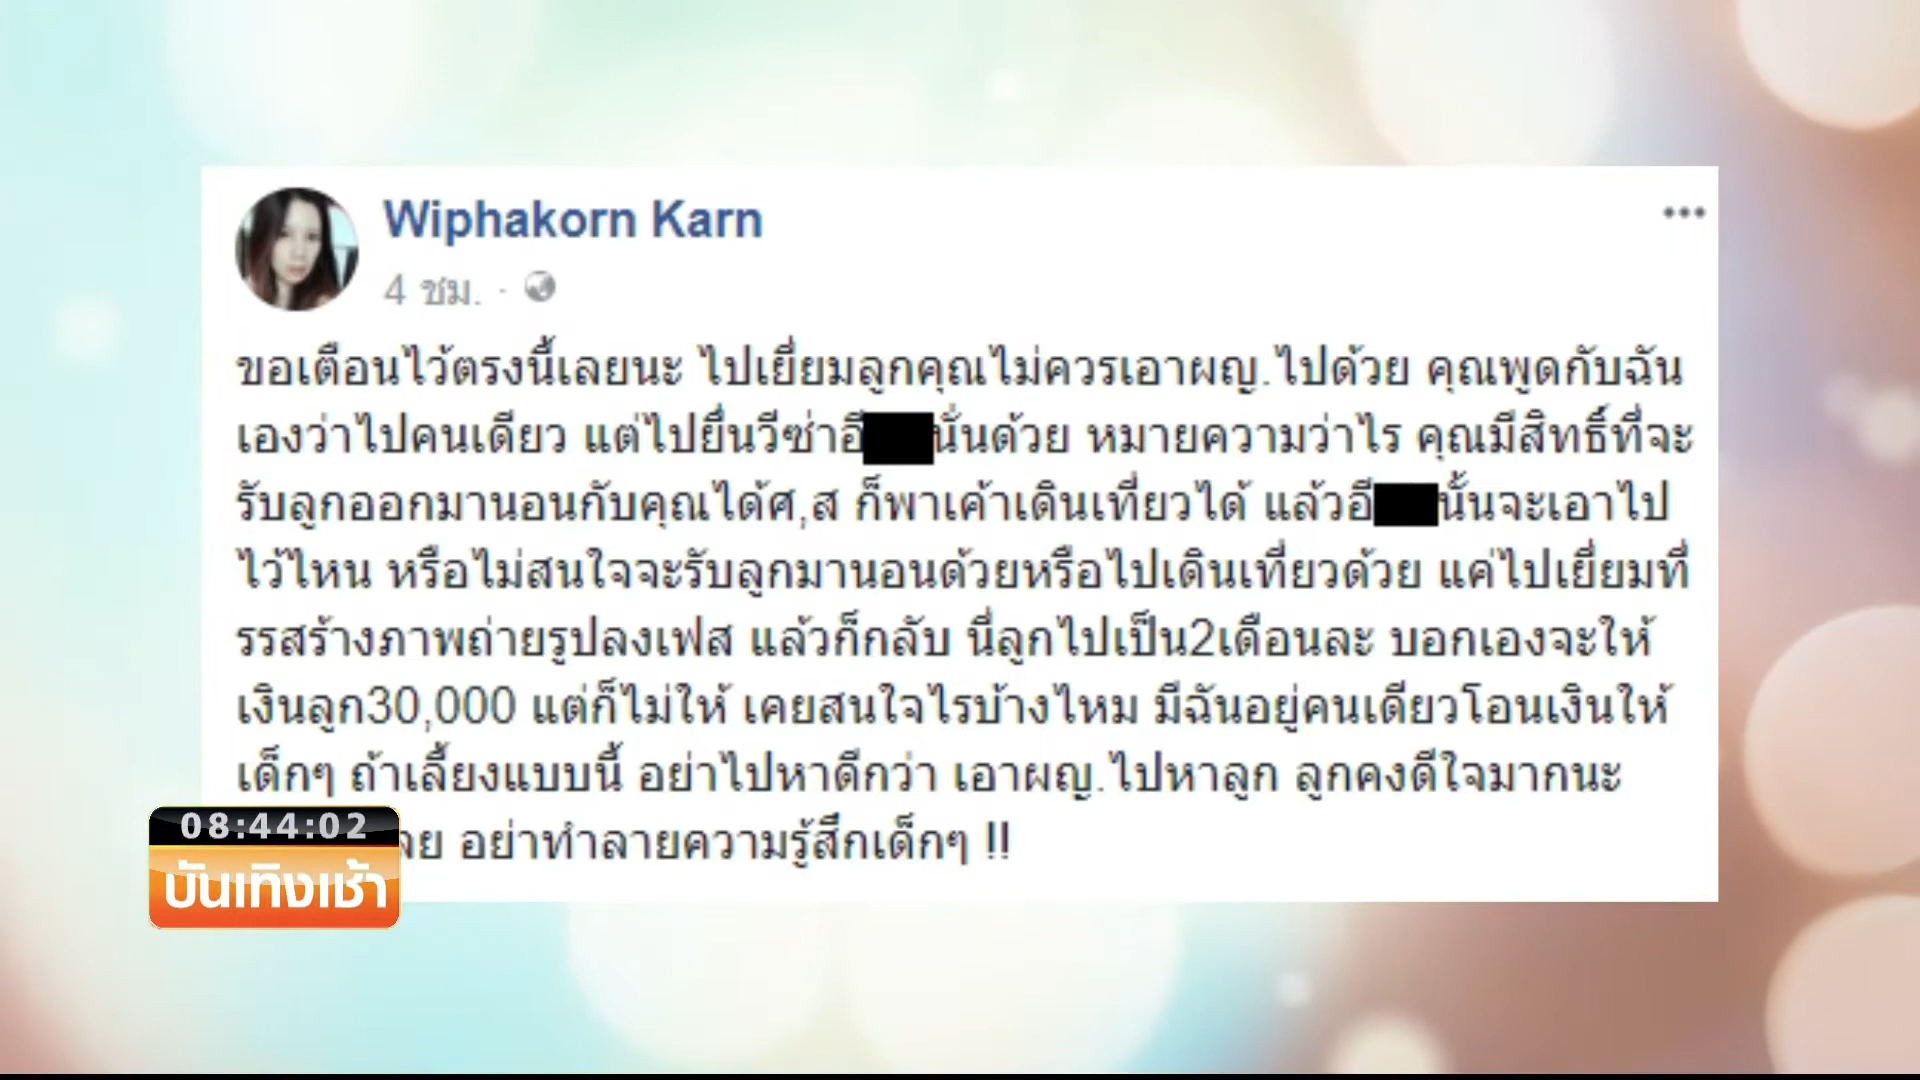 Wiphakorn Karn
4 ชม.
ขอเตือนไว้ตรงนี้เลยนะ ไปเยี่ยมลูกคุณไม่ควรเอาผญ.ไปด้วย คุณพูดกับฉัน
เองว่าไปคนเดียว แต่ไปยื่นวีซ่าอี นั่นด้วย หมายความว่าไร คุณมีสิทธิ์ที่จะ
รับลูกออกมานอนกับคุณได้ศ,ส ก็พาเค้าเดินเที่ยวได้ แล้วอี นั้นจะเอาไป
ไว้ไหน หรือไม่สนใจจะรับลูกมานอนด้วยหรือไปเดินเที่ยวด้วย แค่ไปเยี่ยมที่
รรสร้างภาพถ่ายรูปลงเฟส แล้วก็กลับ นี่ลูกไปเป็น2เดือนละ บอกเองจะให้
เงินลูก30,000 แต่ก็ไม่ให้ เคยสนใจไรบ้างไหม มีฉันอยู่คนเดียวโอนเงินให้
เด็กๆ ถ้าเลี้ยงแบบนี้ อย่าไปหาดีกว่า เอาผญ.ไปหาลูก ลูกคงดีใจมากนะ
อย่าทำลายความรู้สึกเด็กๆ !!
08:44:02
บันเทิงเช้า